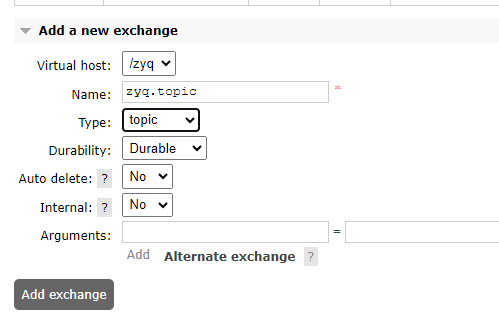 Add a new exchange
Virtual host: /zyq
Name: zyq.topic *
Type: topic
Durability: Durable
Auto delete: ? No
Internal: ? No
Arguments: =
Add Alternate exchange ?
Add exchange